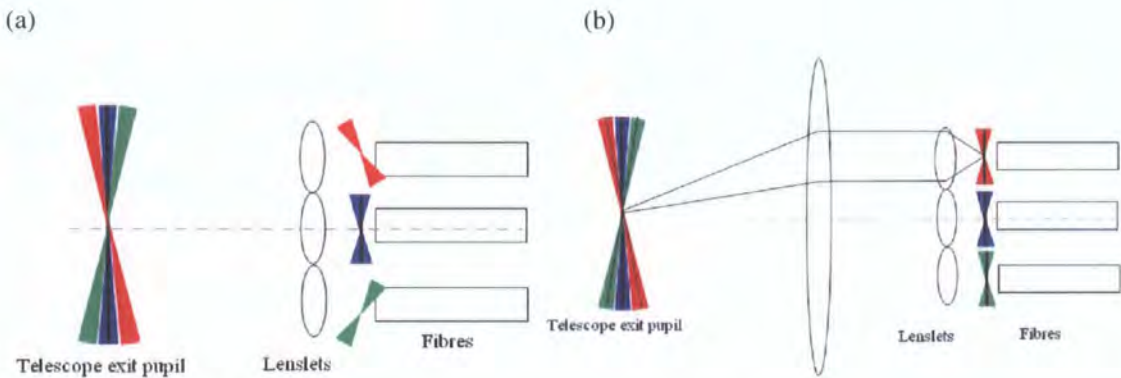 (a)
(b)
Telescope exit pupil
Lenslets
Fibres
Telescope exit pupil
Lenslets
Fibres